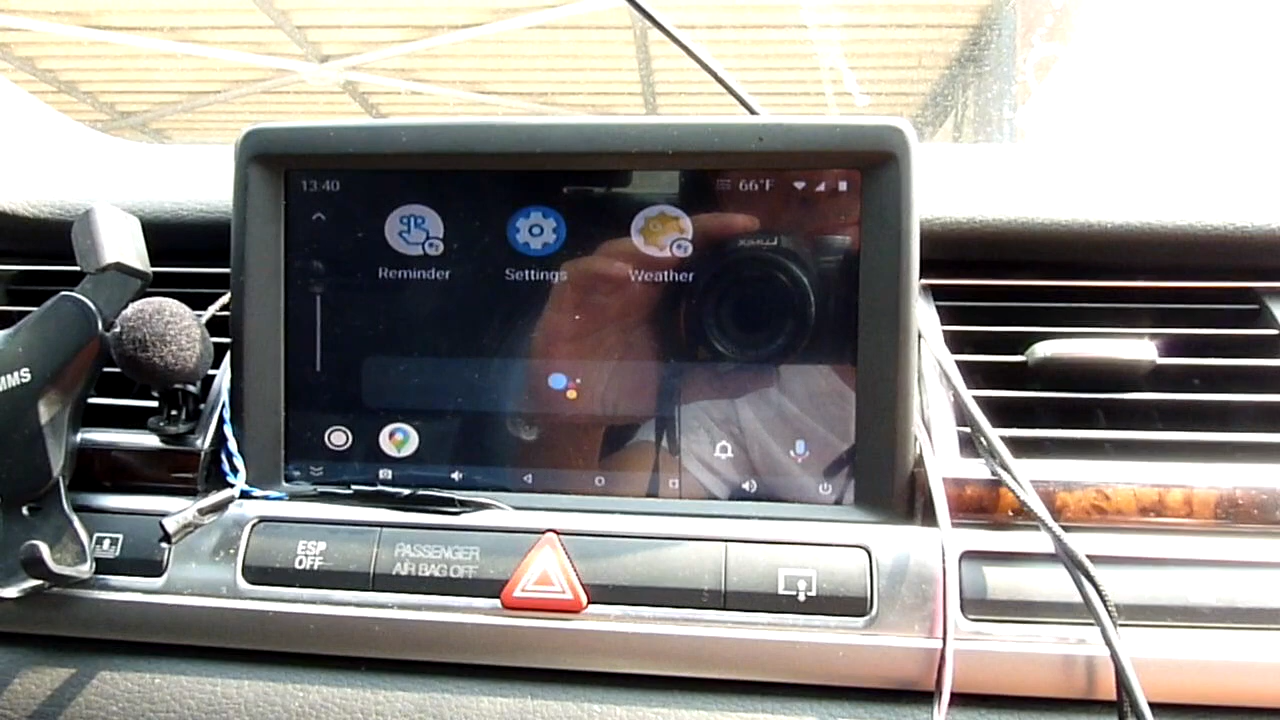 13:40
66°F
Reminder
Settings
Weather
MMS
ESP
OFF
PASSENGER
AIR BAG OFF